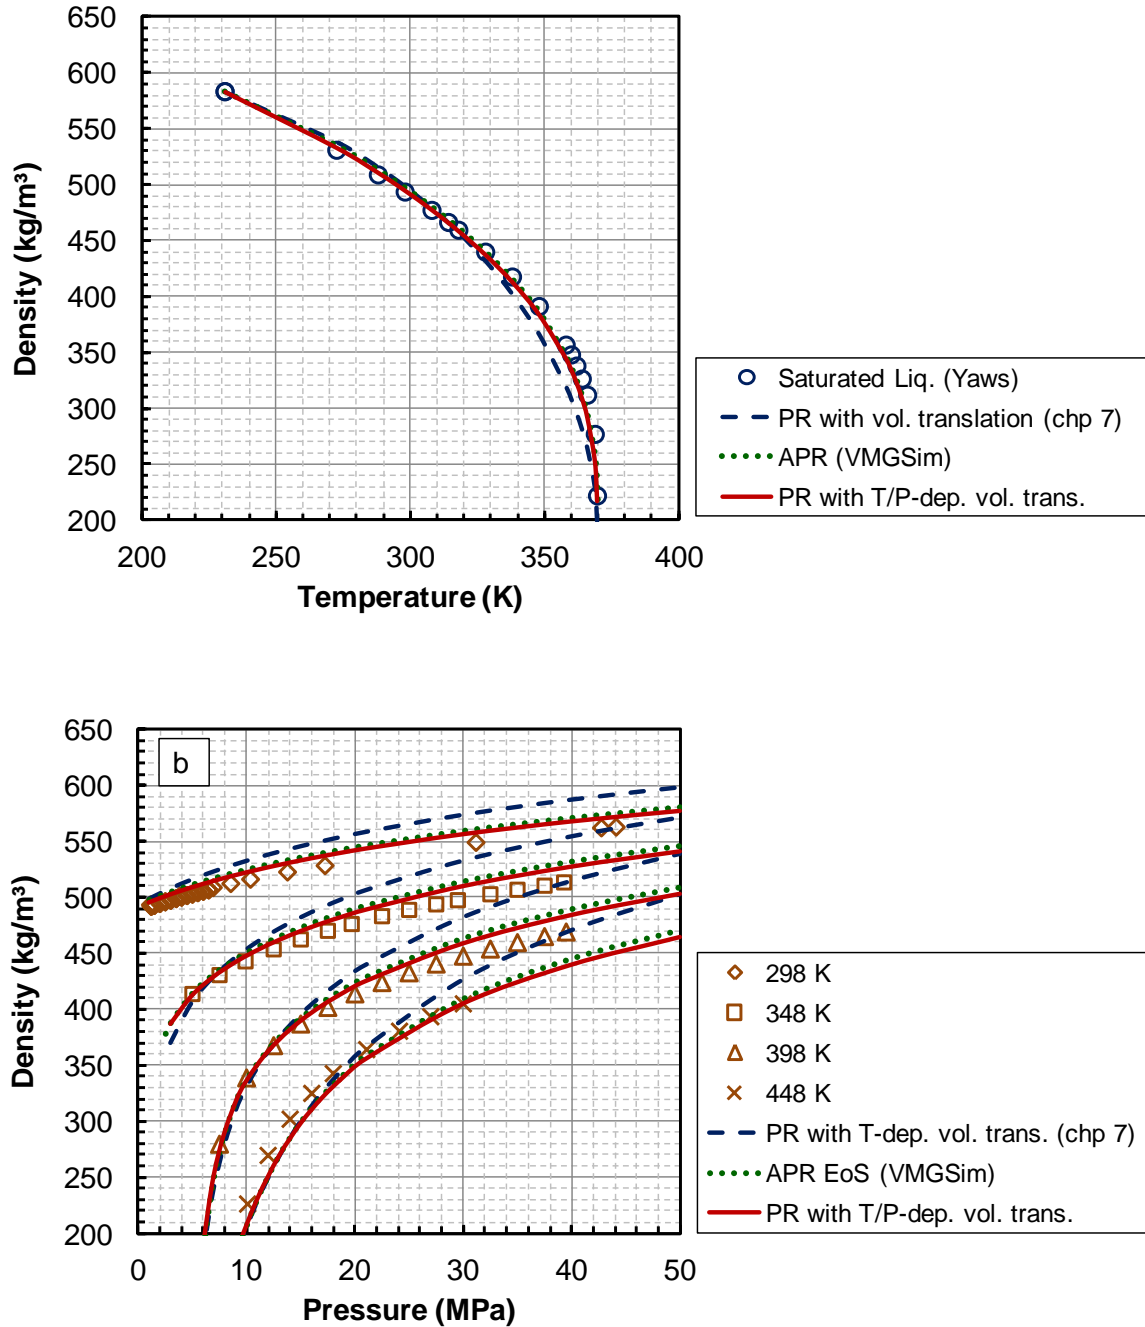 650
600
550
500
450
400
350
300
250
200
Density (kg/m³)
200
250
300
350
400
Temperature (K)
Saturated Liq. (Yaws)
PR with vol. translation (chp 7)
APR (VMGSim)
PR with T/P-dep. vol. trans.
b
650
600
550
500
450
400
350
300
250
200
Density (kg/m³)
0
10
20
30
40
50
Pressure (MPa)
298 K
348 K
398 K
448 K
PR with T-dep. vol. trans. (chp 7)
APR EoS (VMGSim)
PR with T/P-dep. vol. trans.